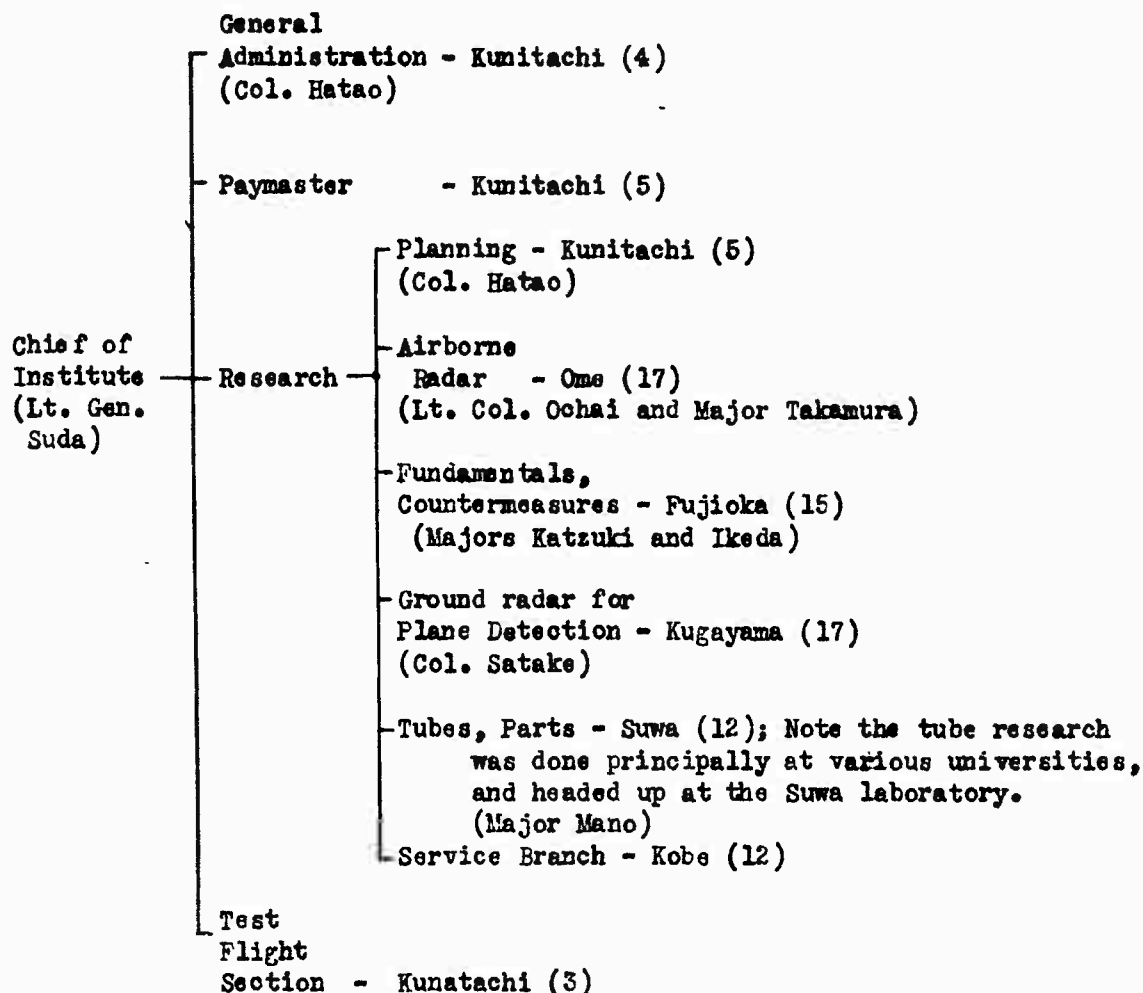 General
Administration - Kunitachi (4)
(Col. Hatao)
Paymaster - Kunitachi (5)
Chief of
Institute
(Lt. Gen.
Suda)
Research
Planning - Kunitachi (5)
(Col. Hatao)
Airborne
Radar - Ome (17)
(Lt. Col. Ochai and Major Takamura)
Fundamentals,
Countermeasures - Fujioka (15)
(Majors Katzuki and Ikeda)
Ground radar for
Plane Detection - Kugayama (17)
(Col. Satake)
Tubes, Parts - Suwa (12); Note the tube research
was done principally at various universities,
and headed up at the Suwa laboratory.
(Major Mano)
Service Branch - Kobe (12)
Test
Flight
Section - Kunatachi (3)